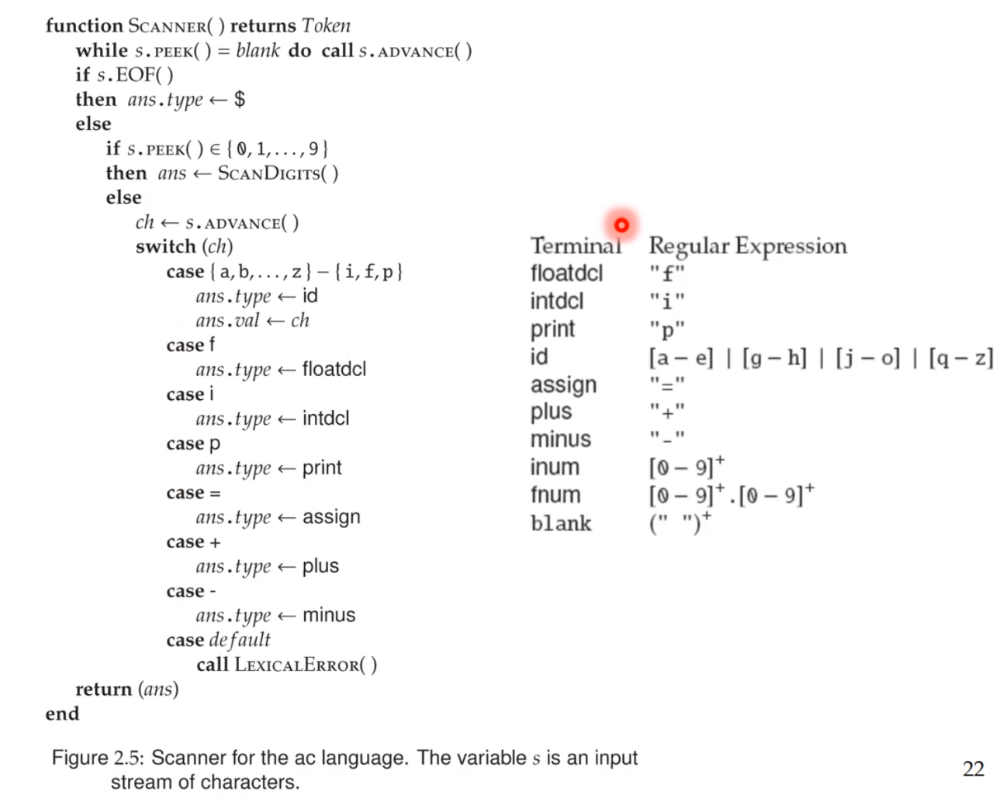 function SCANNER( ) returns Token
while s.PEEK( ) = blank do call s.ADVANCE( )
if s.EOF( )
then ans.type ← $
else
if s.PEEK( ) ∈ { 0, 1, . . . , 9 }
then ans ← SCANDIGITS( )
else
ch ← s.ADVANCE( )
switch (ch)
case { a, b, . . . , z } − { i, f, p }
ans.type ← id
ans.val ← ch
case f
ans.type ← floatdcl
case i
ans.type ← intdcl
case p
ans.type ← print
case =
ans.type ← assign
case +
ans.type ← plus
case -
ans.type ← minus
case default
call LEXICALERROR( )
return (ans)
end
Terminal Regular Expression
floatdcl "f"
intdcl "i"
print "p"
id [a − e] | [g − h] | [j − o] | [q − z]
assign "="
plus "+"
minus "-"
inum [0 − 9]⁺
fnum [0 − 9]⁺.[0 − 9]⁺
blank (" ")⁺
Figure 2.5: Scanner for the ac language. The variable s is an input
stream of characters.
22